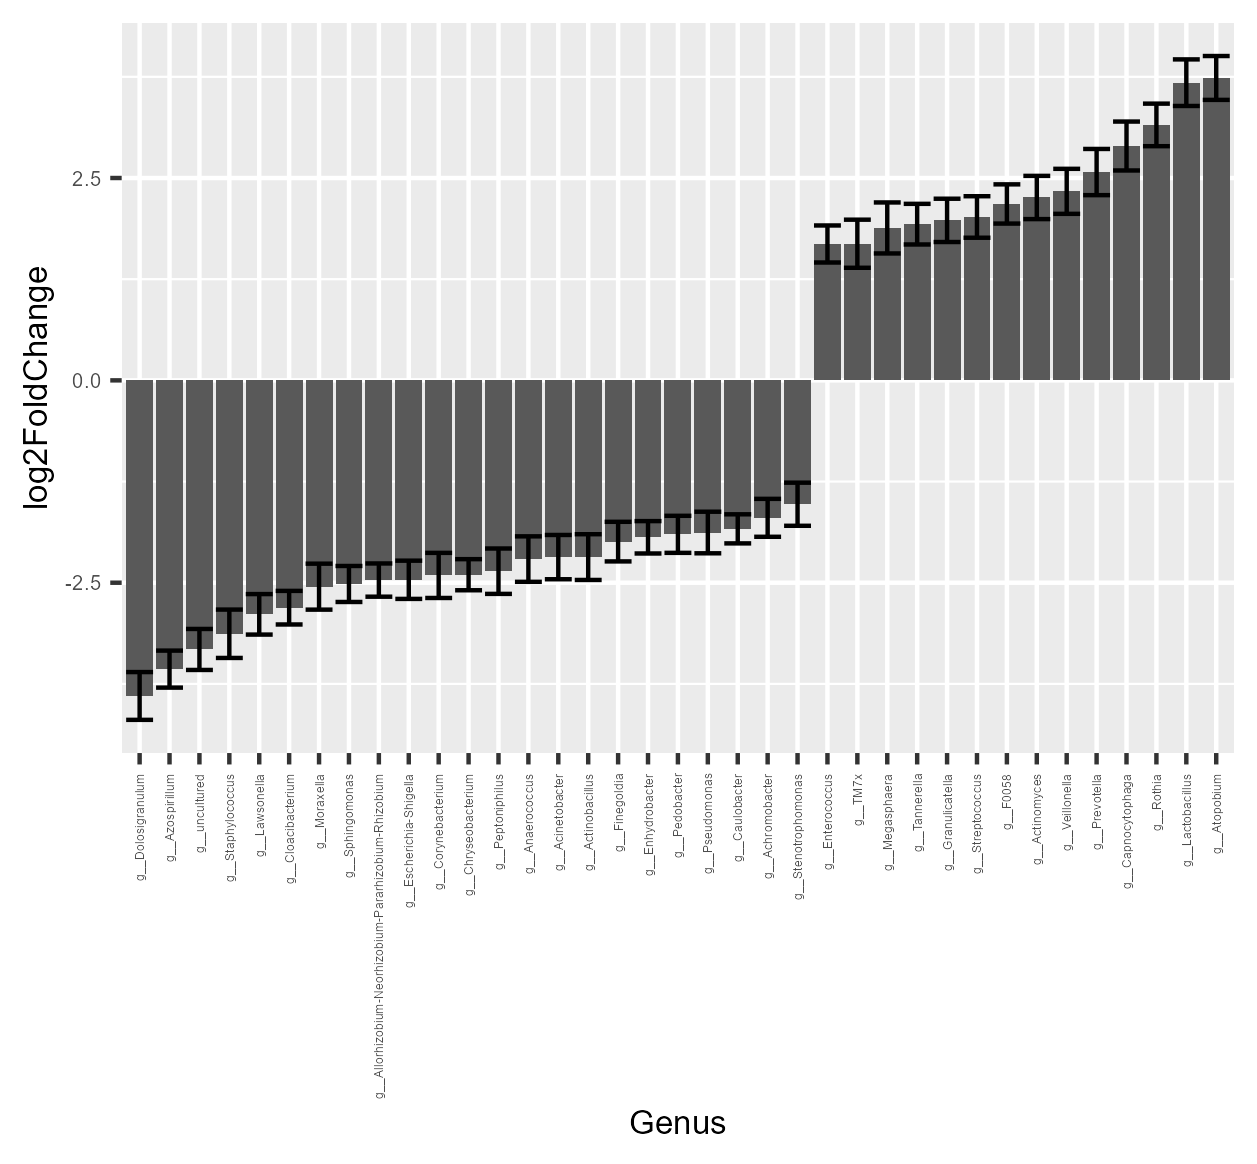 log2FoldChange
2.5
0.0
-2.5
g__Dolosigranulum
g__Azospirillum
g__uncultured
g__Staphylococcus
g__Lawsonella
g__Cloacibacterium
g__Moraxella
g__Sphingomonas
g__Allorhizobium-Neorhizobium-Pararhizobium-Rhizobium
g__Escherichia-Shigella
g__Corynebacterium
g__Chryseobacterium
g__Peptoniphilus
g__Anaerococcus
g__Acinetobacter
g__Actinobacillus
g__Finegoldia
g__Enhydrobacter
g__Pedobacter
g__Pseudomonas
g__Caulobacter
g__Achromobacter
g__Stenotrophomonas
g__Enterococcus
g__TM7x
g__Megasphaera
g__Tannerella
g__Granulicatella
g__Streptococcus
g__F0058
g__Actinomyces
g__Veillonella
g__Prevotella
g__Capnocytophaga
g__Rothia
g__Lactobacillus
g__Atopobium
Genus